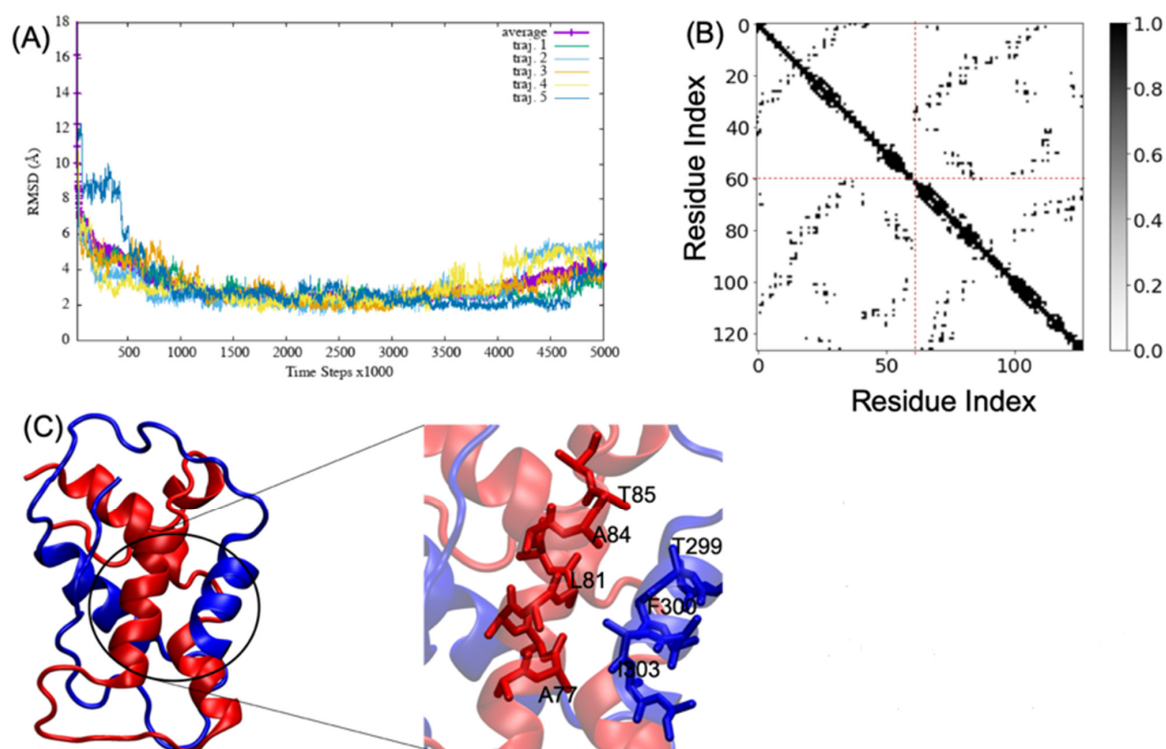 (A)
18
16
14
12
10
8
6
4
2
0
RMSD (Å)
average
traj. 1
traj. 2
traj. 3
traj. 4
traj. 5
500 1000 1500 2000 2500 3000 3500 4000 4500 5000
Time Steps x1000
(B)
0
20
40
60
80
100
120
Residue Index
0 50 100
Residue Index
1.0
0.8
0.6
0.4
0.2
0.0
(C)
T85
A84
T299
L81
F300
I303
A77